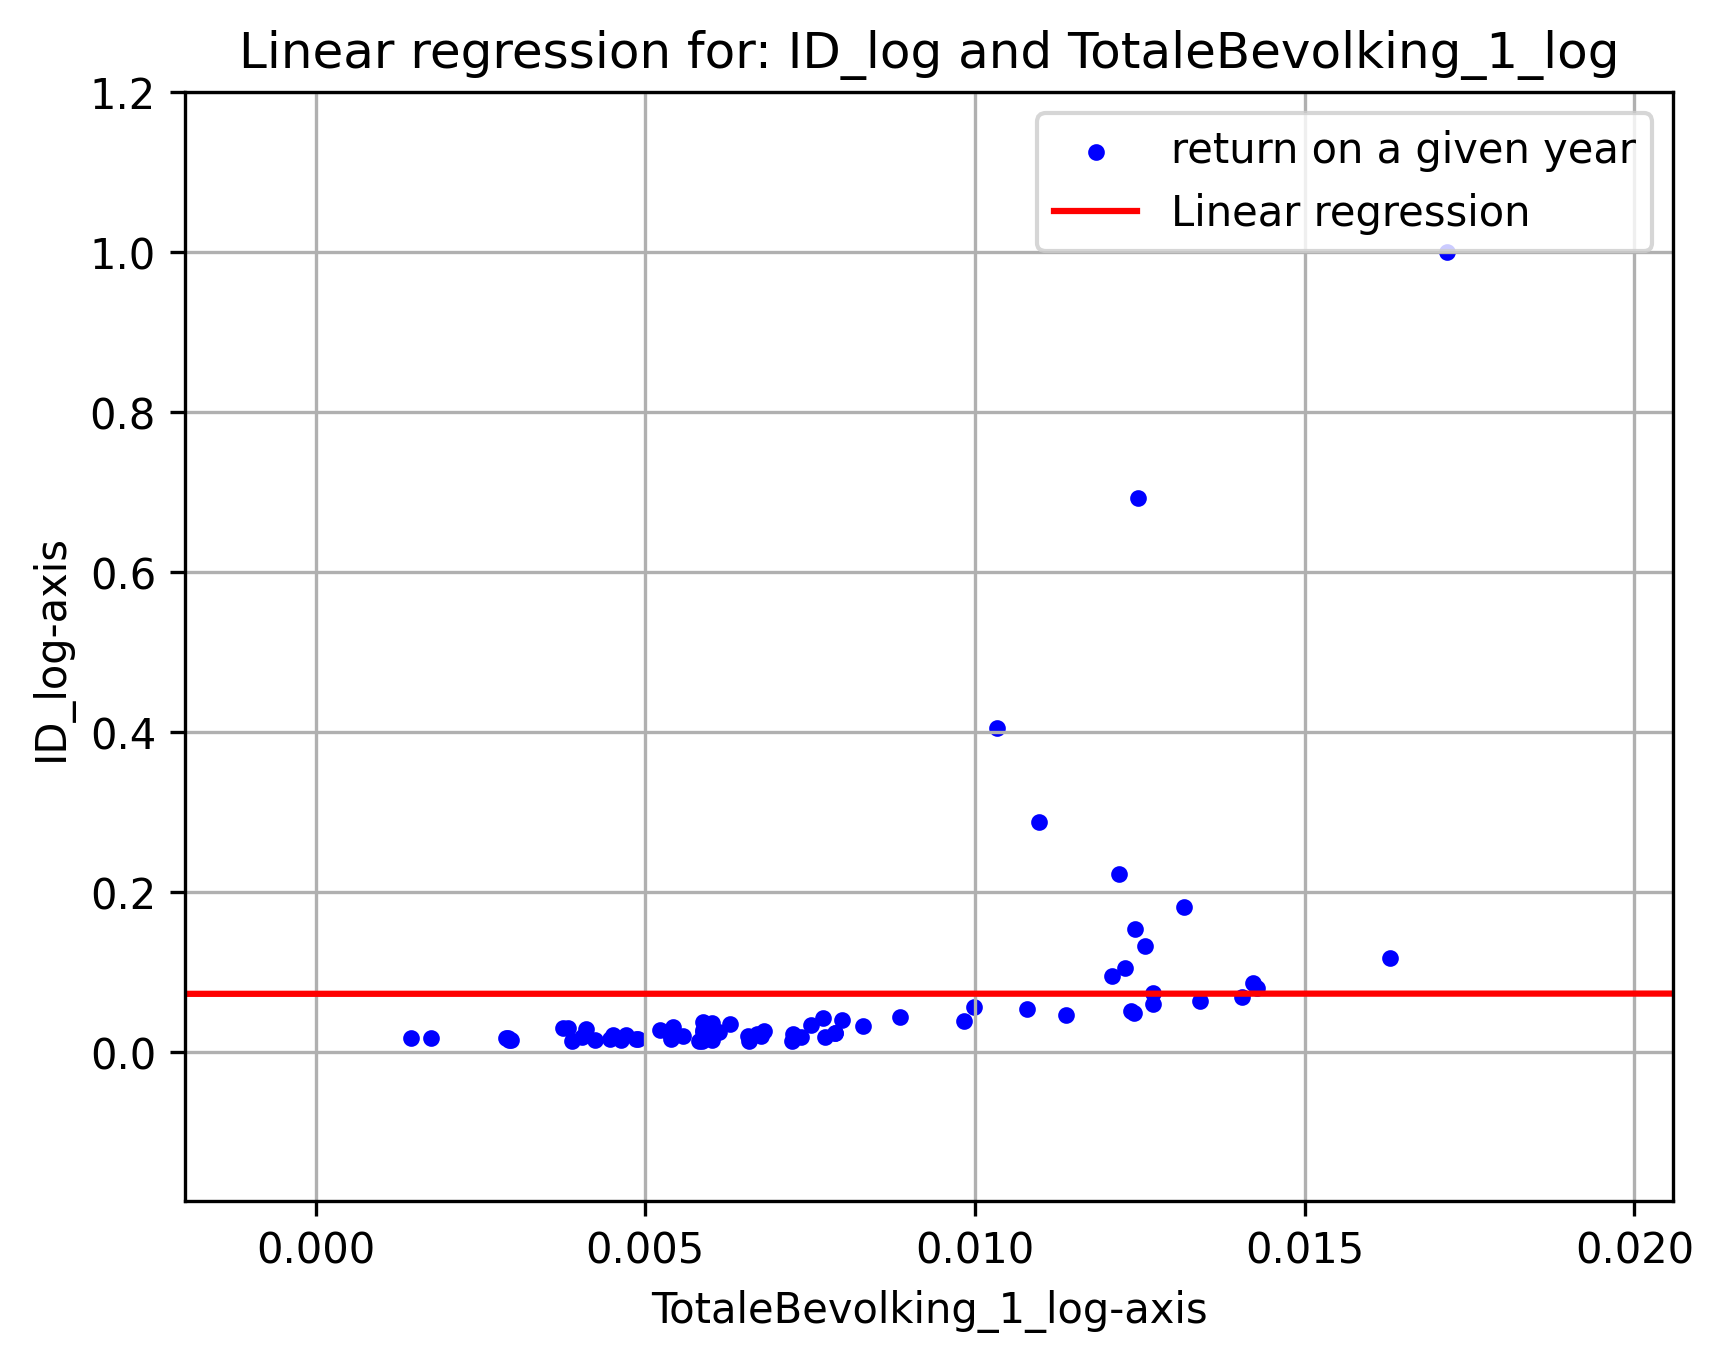 Linear regression for: ID_log and TotaleBevolking_1_log
1.2
1.0
0.8
0.6
0.4
0.2
0.0
ID_log-axis
return on a given year
Linear regression
0.000 0.005 0.010 0.015 0.020
TotaleBevolking_1_log-axis